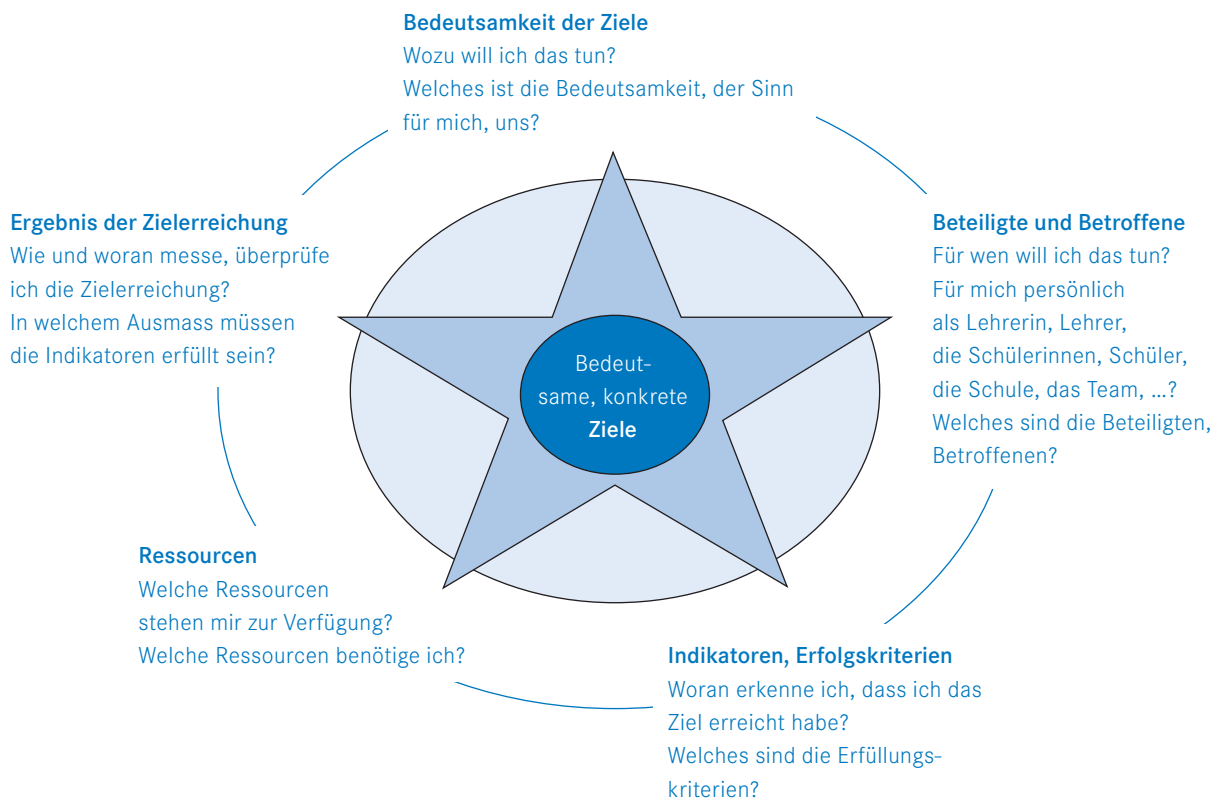 Bedeutsamkeit der Ziele
Wozu will ich das tun?
Welches ist die Bedeutsamkeit, der Sinn
für mich, uns?
Ergebnis der Zielerreichung
Wie und woran messe, überprüfe
ich die Zielerreichung?
In welchem Ausmass müssen
die Indikatoren erfüllt sein?
Beteiligte und Betroffene
Für wen will ich das tun?
Für mich persönlich
als Lehrerin, Lehrer,
die Schülerinnen, Schüler,
die Schule, das Team, ...?
Welches sind die Beteiligten,
Betroffenen?
Bedeut-
same, konkrete
Ziele
Ressourcen
Welche Ressourcen
stehen mir zur Verfügung?
Welche Ressourcen benötige ich?
Indikatoren, Erfolgskriterien
Woran erkenne ich, dass ich das
Ziel erreicht habe?
Welches sind die Erfüllungs-
kriterien?